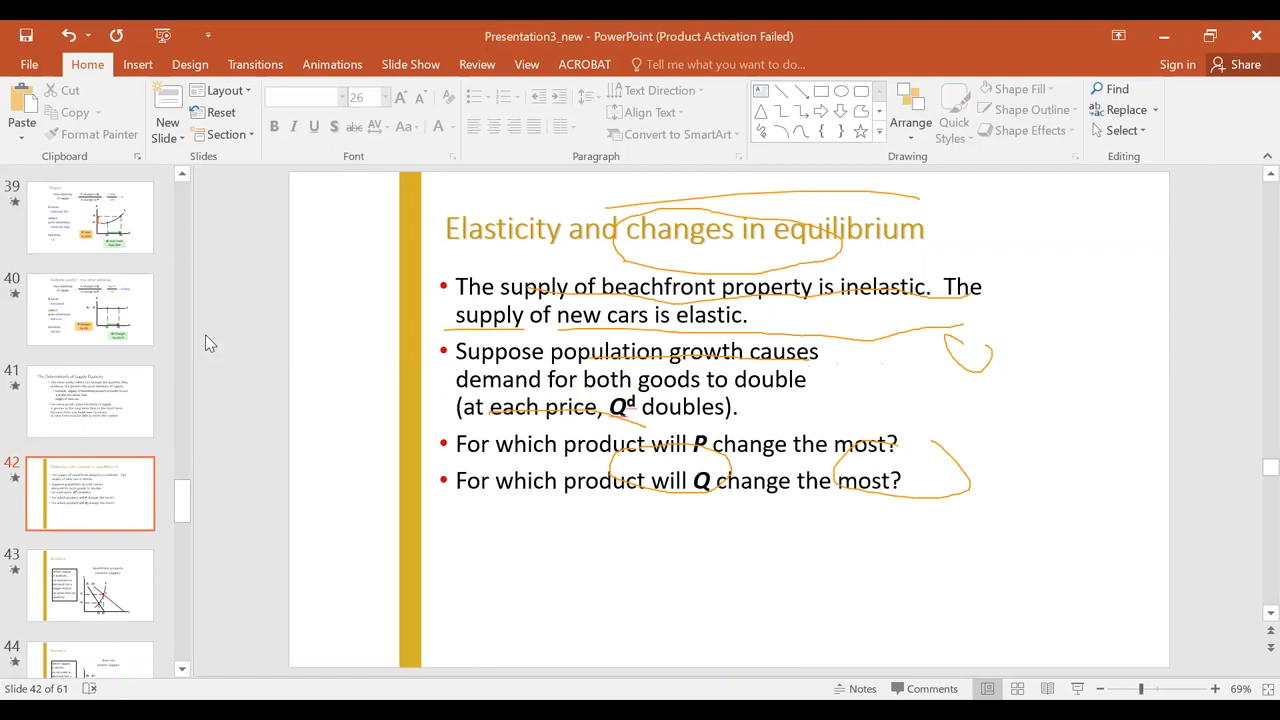 Presentation3_new - PowerPoint (Product Activation Failed)
File Home Insert Design Transitions Animations Slide Show Review View ACROBAT Tell me what you want to do... Sign in Share
Paste Cut Copy Format Painter
Clipboard
New Slide Layout Reset Section
Slides
26
Font
Text Direction Align Text Convert to SmartArt
Paragraph
Arrange Quick Styles Shape Fill Shape Outline Shape Effects
Drawing
Find Replace Select
Editing
39
40
41
The Determinants of Supply Elasticity
42
43
44
Elasticity and changes in equilibrium
• The supply of beachfront property is inelastic. The
supply of new cars is elastic.
• Suppose population growth causes
demand for both goods to double
(at each price, Qd doubles).
• For which product will P change the most?
• For which product will Q change the most?
Slide 42 of 61 Notes Comments 69%